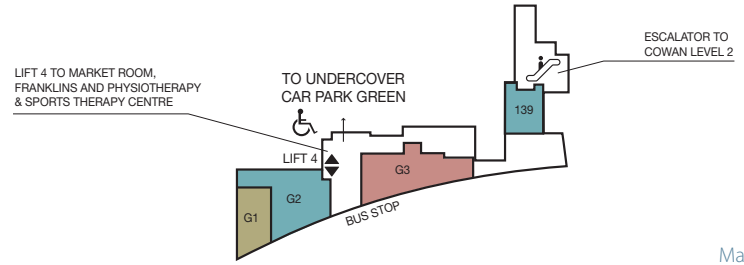 ESCALATOR TO
COWAN LEVEL 2
LIFT 4 TO MARKET ROOM,
FRANKLINS AND PHYSIOTHERAPY
& SPORTS THERAPY CENTRE
TO UNDERCOVER
CAR PARK GREEN
139
LIFT 4
G3
G2
G1
BUS STOP
Ma